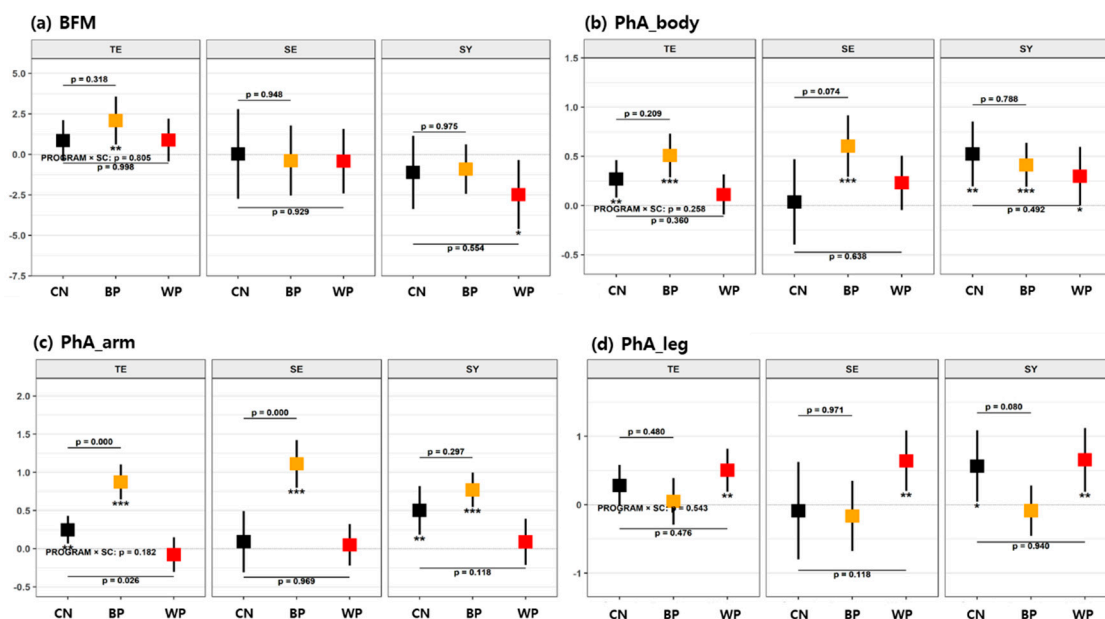 (a) BFM
TE
SE
SY
5.0
2.5
0.0
-2.5
-5.0
-7.5
p = 0.318
**
PROGRAM × SC: p = 0.805
p = 0.998
p = 0.948
p = 0.929
p = 0.975
*
p = 0.554
CN BP WP CN BP WP CN BP WP
(b) PhA_body
TE
SE
SY
1.5
1.0
0.5
0.0
-0.5
p = 0.209
***
**
PROGRAM × SC: p = 0.258
p = 0.360
p = 0.074
***
p = 0.638
p = 0.788
** ***
p = 0.492
*
CN BP WP CN BP WP CN BP WP
(c) PhA_arm
TE
SE
SY
2.0
1.5
1.0
0.5
0.0
p = 0.000
***
**
PROGRAM × SC: p = 0.182
p = 0.026
p = 0.000
***
p = 0.969
p = 0.297
***
**
p = 0.118
CN BP WP CN BP WP CN BP WP
(d) PhA_leg
TE
SE
SY
1
0
-1
p = 0.480
**
PROGRAM × SC: p = 0.543
p = 0.476
p = 0.971
**
p = 0.118
p = 0.080
* **
p = 0.940
CN BP WP CN BP WP CN BP WP